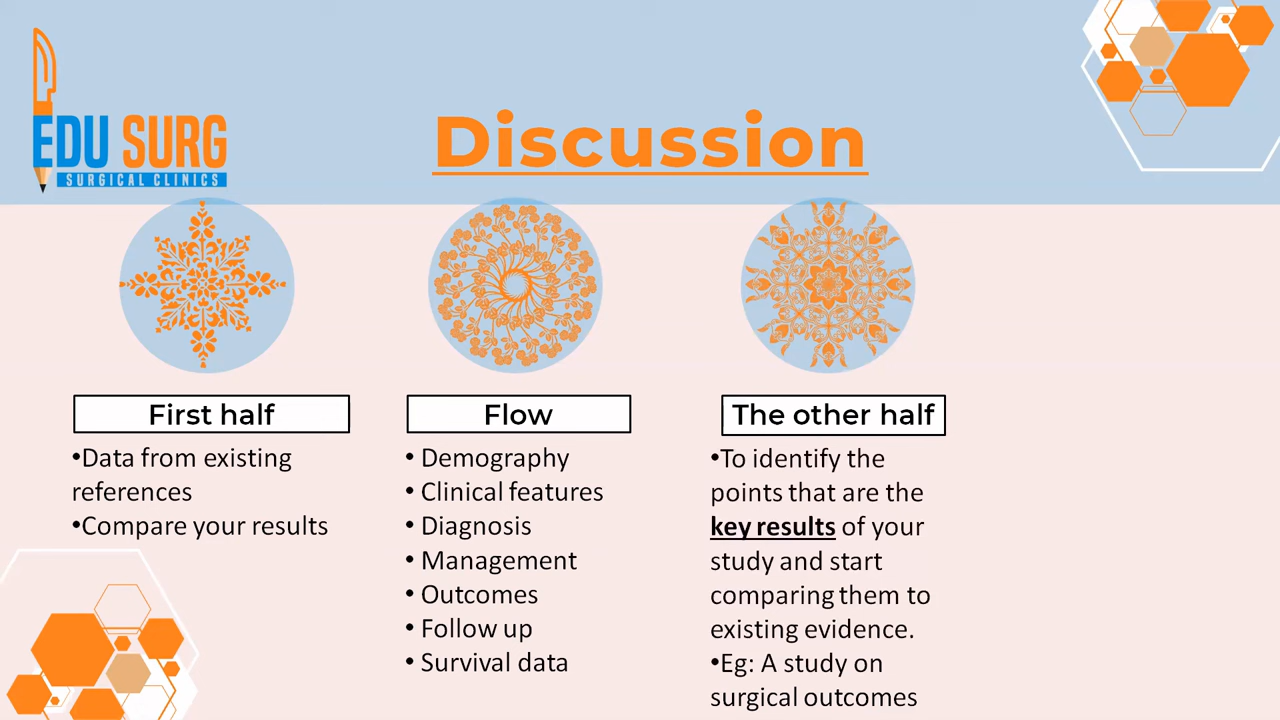 EDU SURG
SURGICAL CLINICS
Discussion
First half
•Data from existing
references
•Compare your results
Flow
• Demography
• Clinical features
• Diagnosis
• Management
• Outcomes
• Follow up
• Survival data
The other half
•To identify the
points that are the
key results of your
study and start
comparing them to
existing evidence.
•Eg: A study on
surgical outcomes